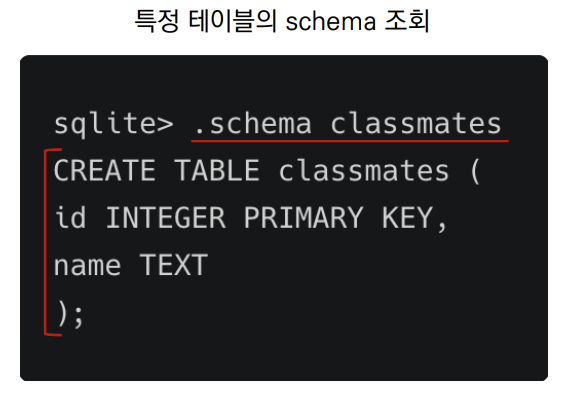 특정 테이블의 schema 조회
sqlite> .schema classmates
CREATE TABLE classmates (
id INTEGER PRIMARY KEY,
name TEXT
);